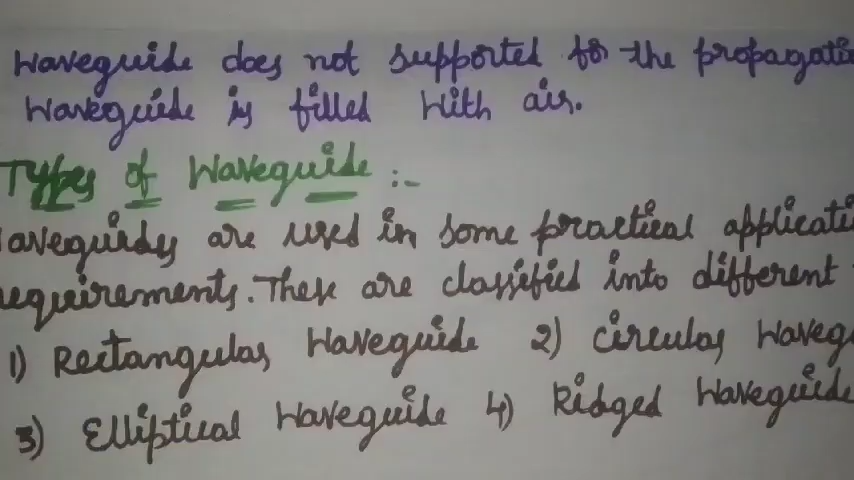 Waveguide does not supported for the propagati
Waveguide is filled with air.
Types of Waveguide :-
aveguides are used in some practical applicati
equirements. These are classified into different
1) Rectangular Waveguide 2) Circular Waveg
3) Elliptical Waveguide 4) Ridged Waveguide